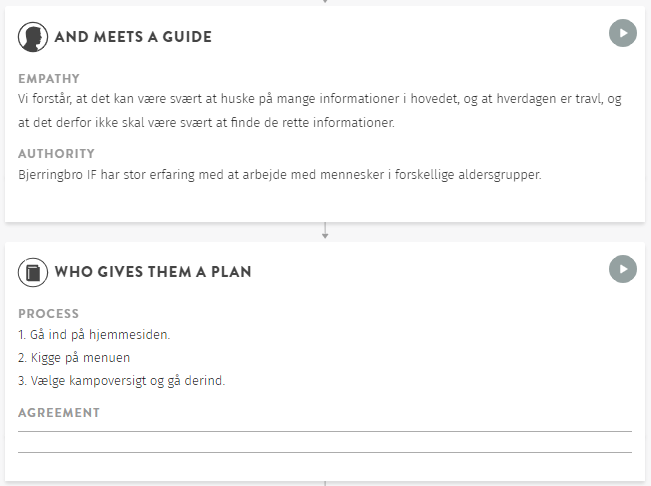 AND MEETS A GUIDE
EMPATHY
Vi forstår, at det kan være svært at huske på mange informationer i hovedet, og at hverdagen er travl, og
at det derfor ikke skal være svært at finde de rette informationer.
AUTHORITY
Bjerringbro IF har stor erfaring med at arbejde med mennesker i forskellige aldersgrupper.
WHO GIVES THEM A PLAN
PROCESS
1. Gå ind på hjemmesiden.
2. Kigge på menuen
3. Vælge kampoversigt og gå derind.
AGREEMENT